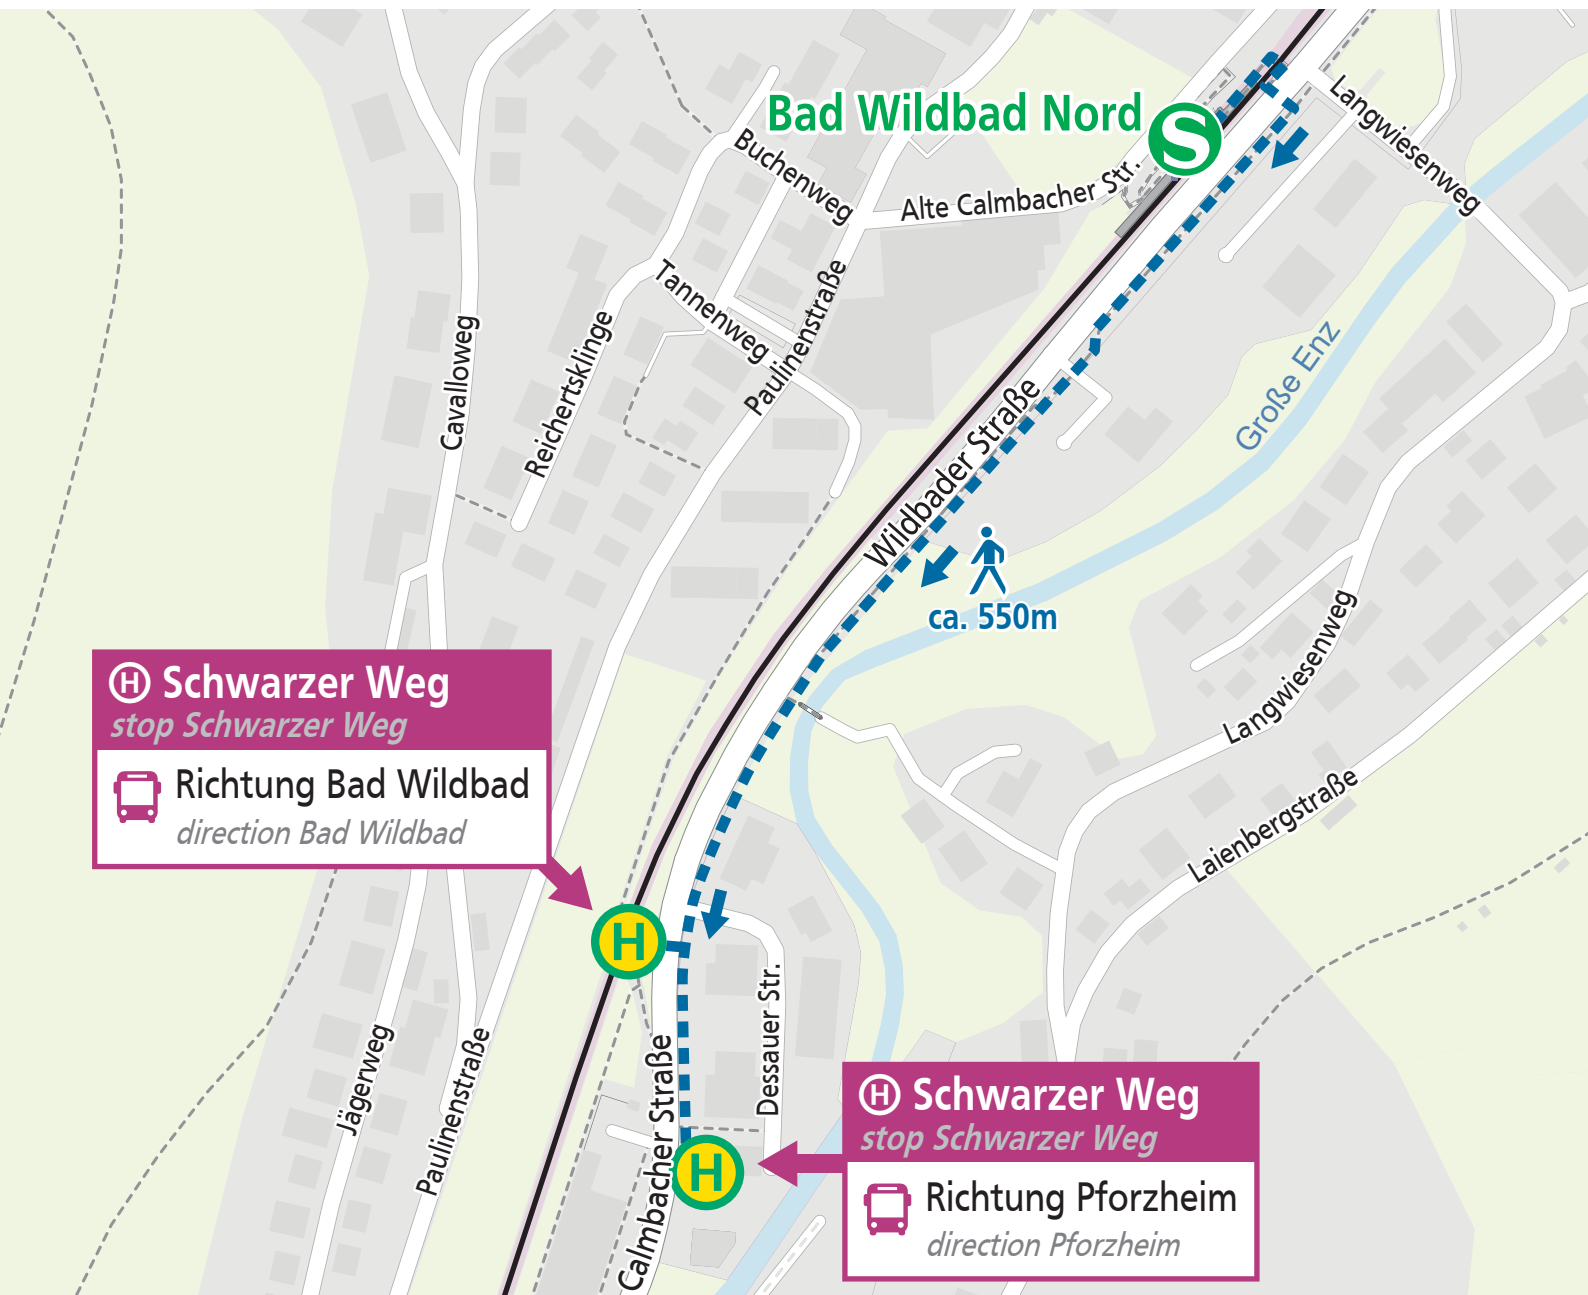 Bad Wildbad Nord
S
Langwiesenweg
Buchenweg
Alte Calmbacher Str.
Tannenweg
Paulinenstraße
Reichertsklinge
Cavalloweg
Große Enz
Wildbader Straße
ca. 550m
Langwiesenweg
Laienbergstraße
H Schwarzer Weg
stop Schwarzer Weg
Richtung Bad Wildbad
direction Bad Wildbad
H
Dessauer Str.
Jägerweg
Paulinenstraße
Calmbacher Straße
H
H Schwarzer Weg
stop Schwarzer Weg
Richtung Pforzheim
direction Pforzheim